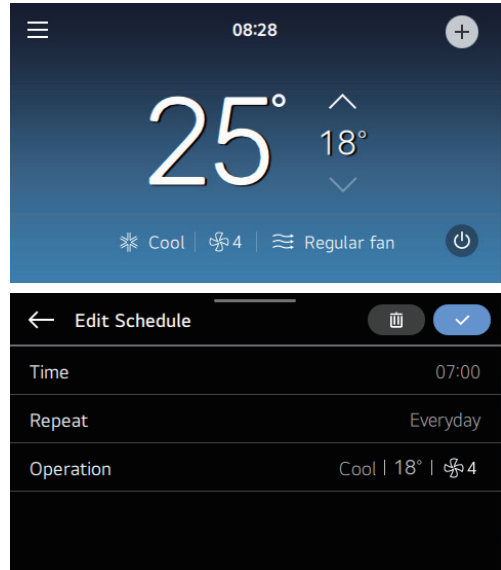 08:28
25°
18°
Cool | 4 | Regular fan
Edit Schedule
Time 07:00
Repeat Everyday
Operation Cool | 18° | 4